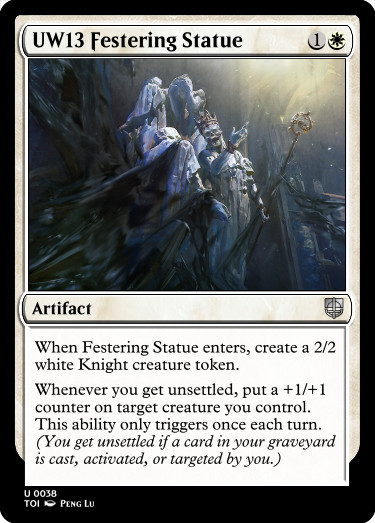 UW13 Festering Statue 1
Artifact
When Festering Statue enters, create a 2/2
white Knight creature token.
Whenever you get unsettled, put a +1/+1
counter on target creature you control.
This ability only triggers once each turn.
(You get unsettled if a card in your graveyard
is cast, activated, or targeted by you.)
U 0038
TOI Peng Lu